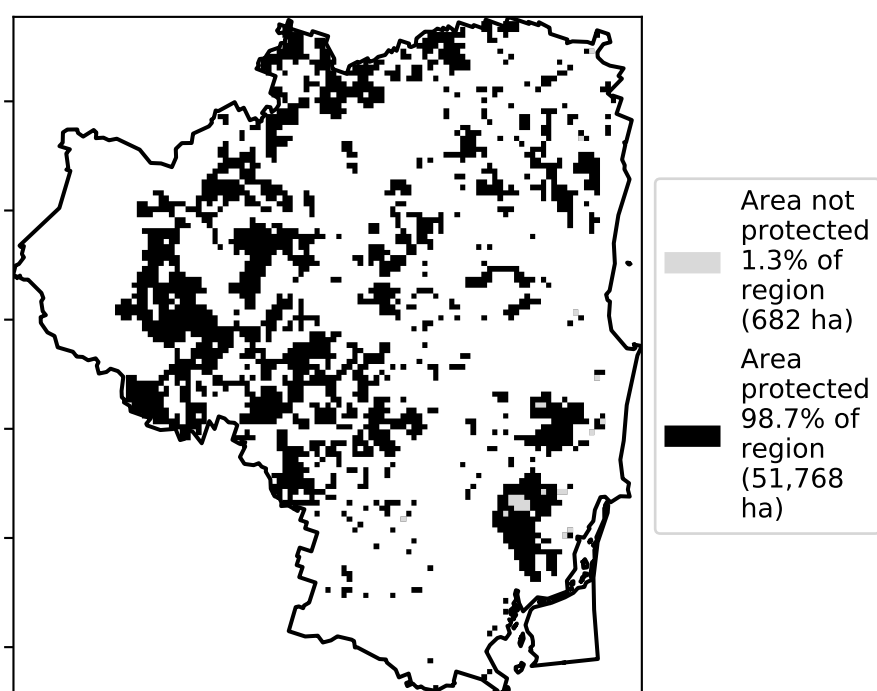 Area not
protected
1.3% of
region
(682 ha)
Area
protected
98.7% of
region
(51,768
ha)